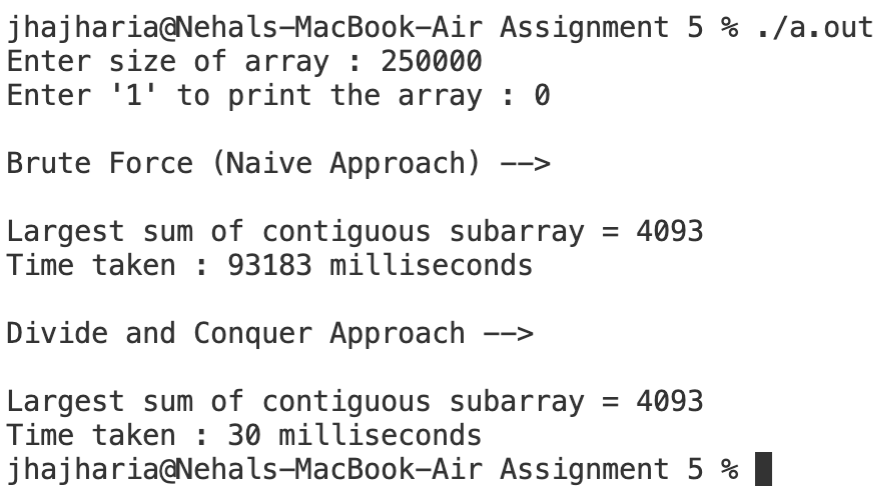 jhajharia@Nehals-MacBook-Air Assignment 5 % ./a.out
Enter size of array : 250000
Enter '1' to print the array : 0
Brute Force (Naive Approach) -->
Largest sum of contiguous subarray = 4093
Time taken : 93183 milliseconds
Divide and Conquer Approach -->
Largest sum of contiguous subarray = 4093
Time taken : 30 milliseconds
jhajharia@Nehals-MacBook-Air Assignment 5 %